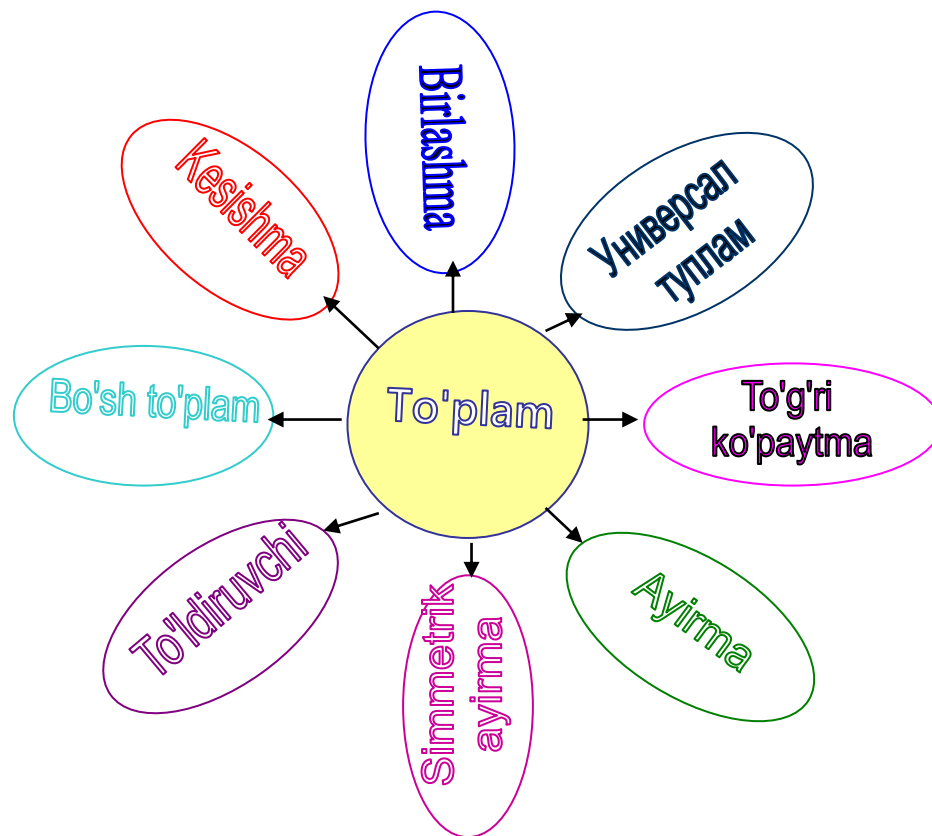 Birlashma
Kesishma
Универсал
туплам
Bo'sh to'plam
To'plam
To'g'ri
ko'paytma
To'ldiruvchi
Simmetrik
ayirma
Ayirma